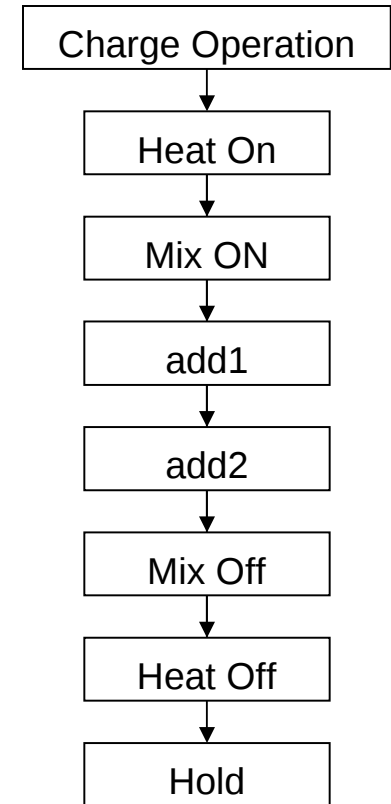 Charge Operation
Heat On
Mix ON
add1
add2
Mix Off
Heat Off
Hold